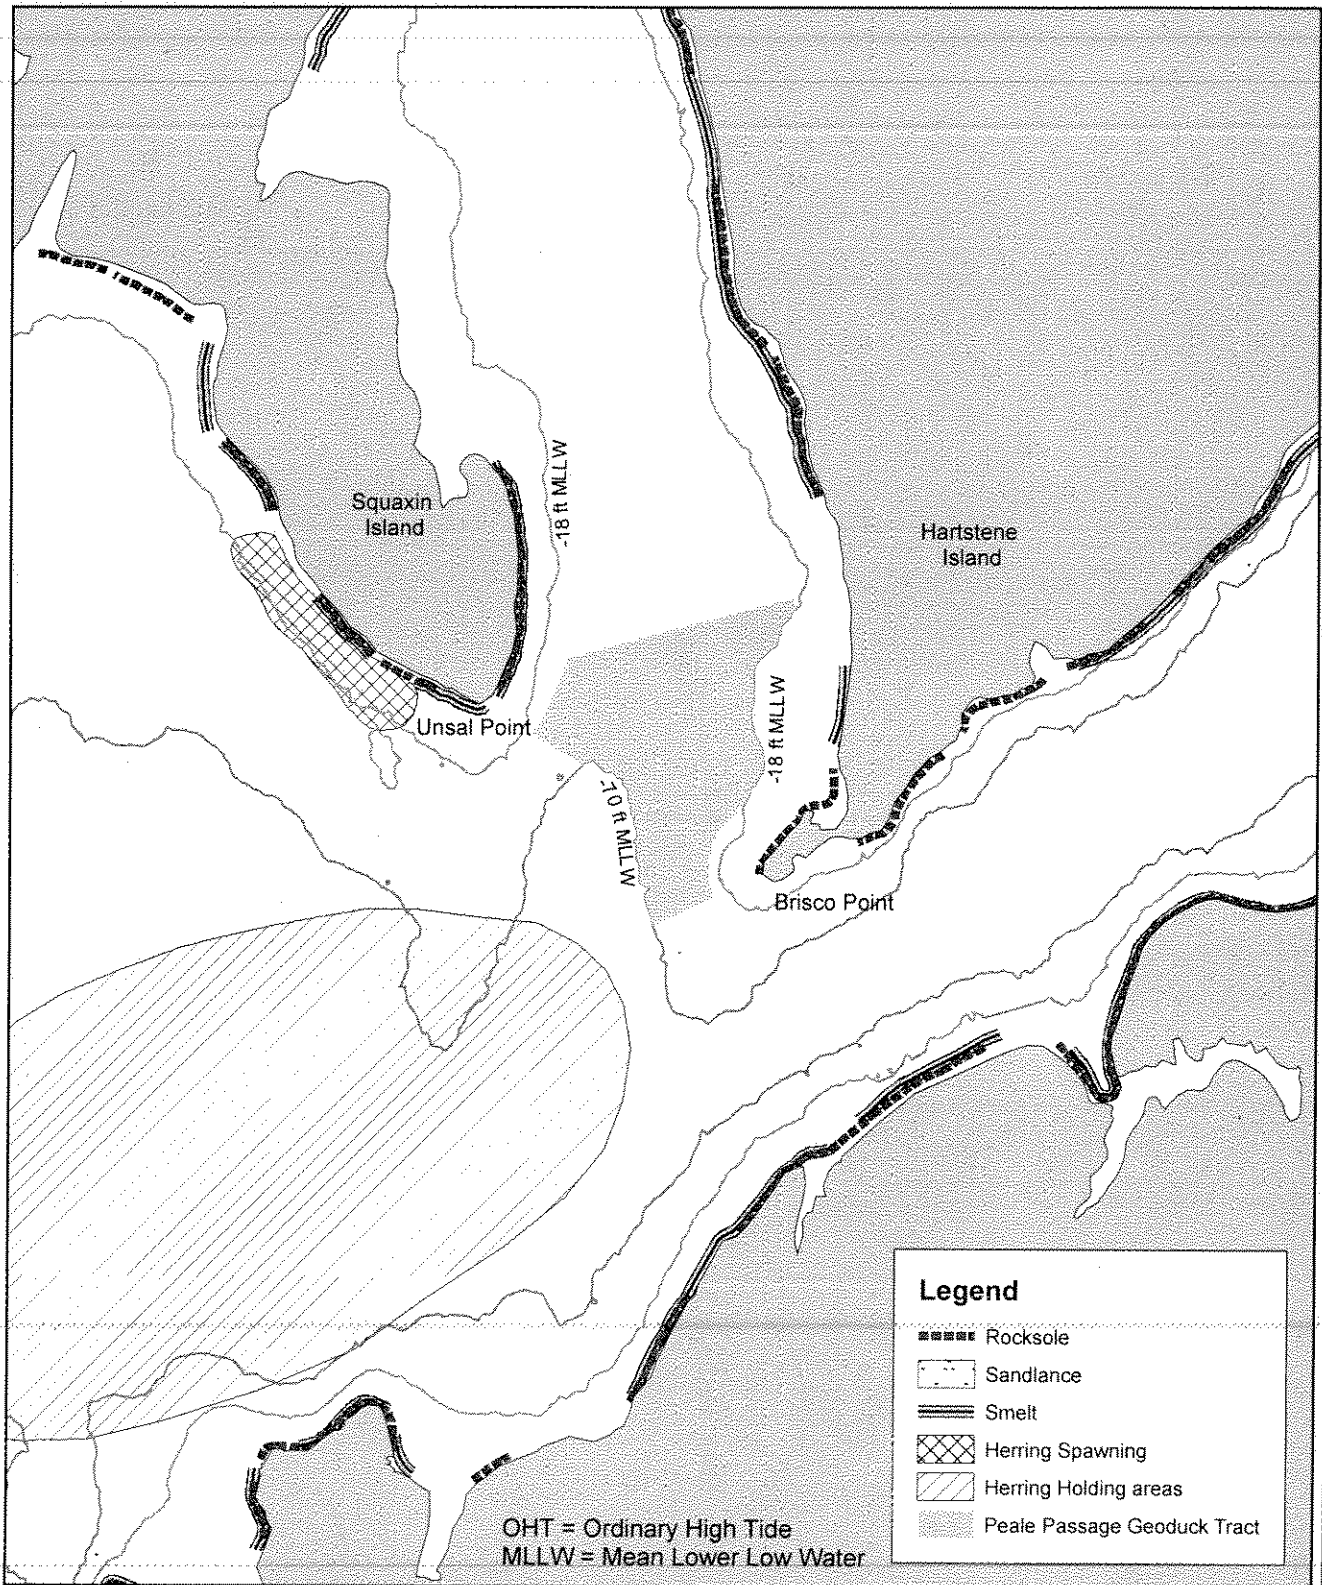 Squaxin
Island
-18 ft MLLW
Hartstene
Island
Unsal Point
-18 ft MLLW
-10 ft MLLW
Brisco Point
Legend
Rocksole
Sandlance
Smelt
Herring Spawning
Herring Holding areas
Peale Passage Geoduck Tract
OHT = Ordinary High Tide
MLLW = Mean Lower Low Water